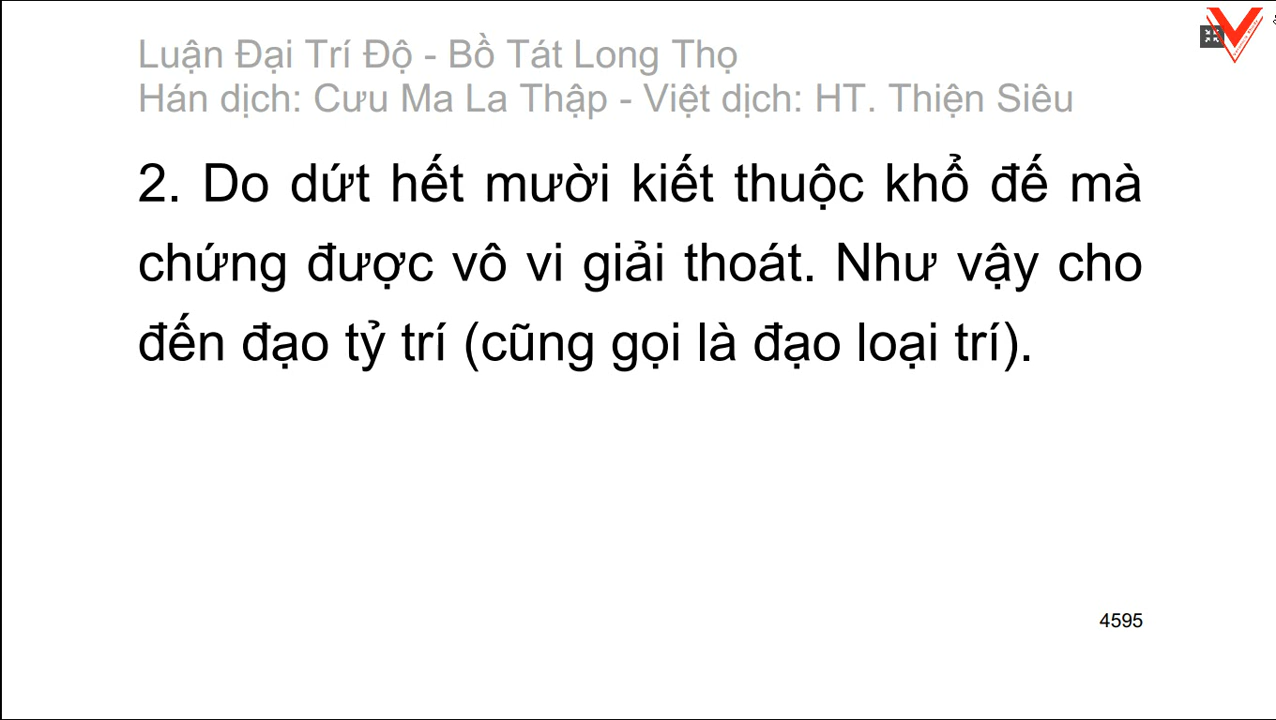 Luận Đại Trí Độ - Bồ Tát Long Thọ
Hán dịch: Cưu Ma La Thập - Việt dịch: HT. Thiện Siêu
2. Do dứt hết mười kiết thuộc khổ đế mà
chứng được vô vi giải thoát. Như vậy cho
đến đạo tỷ trí (cũng gọi là đạo loại trí).
4595